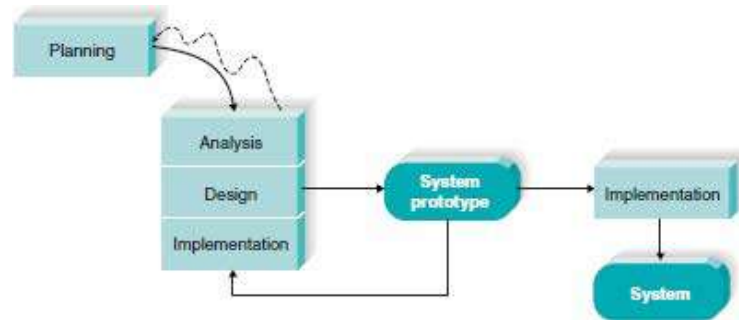 Planning
Analysis
Design
Implementation
System
prototype
Implementation
System